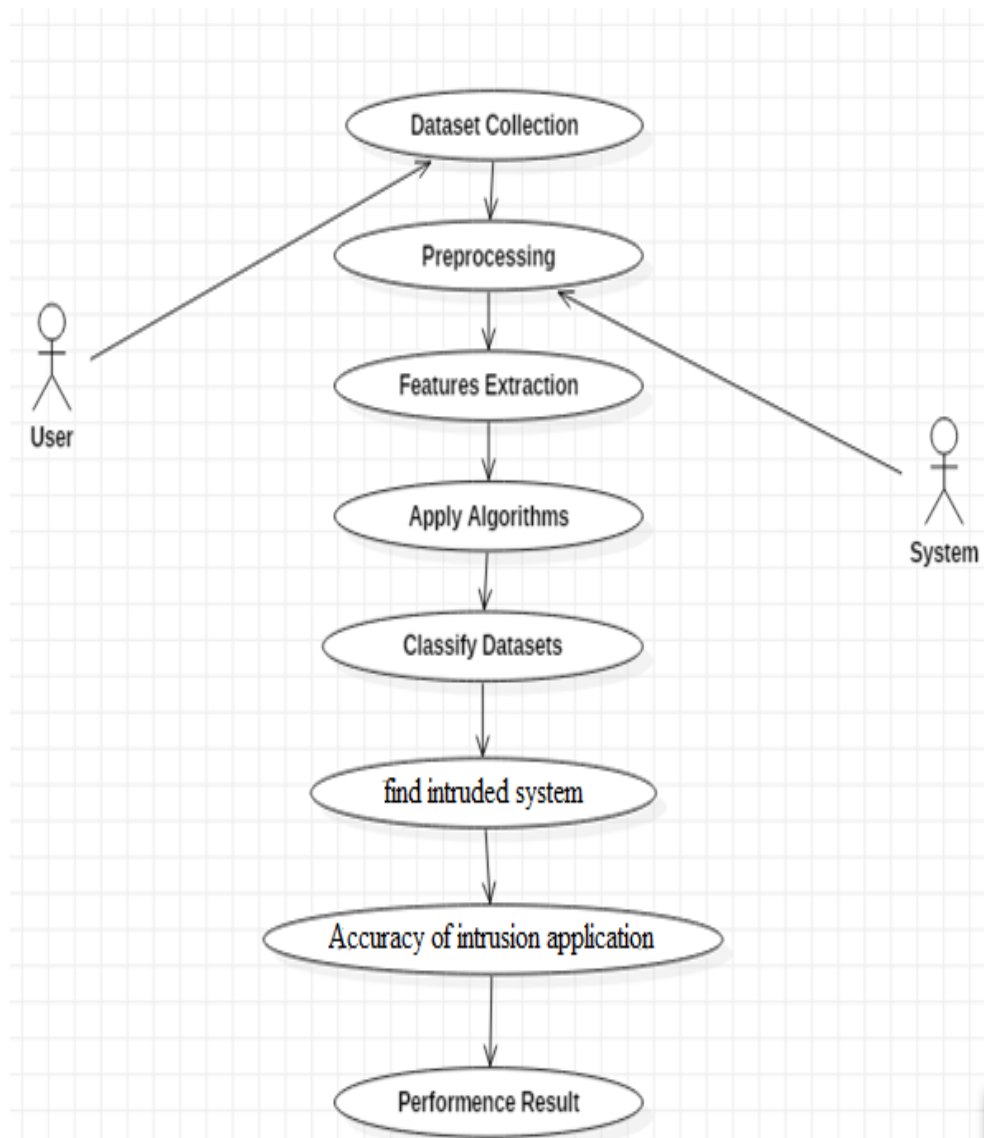 Dataset Collection
Preprocessing
Features Extraction
User
Apply Algorithms
System
Classify Datasets
find intruded system
Accuracy of intrusion application
Performence Result